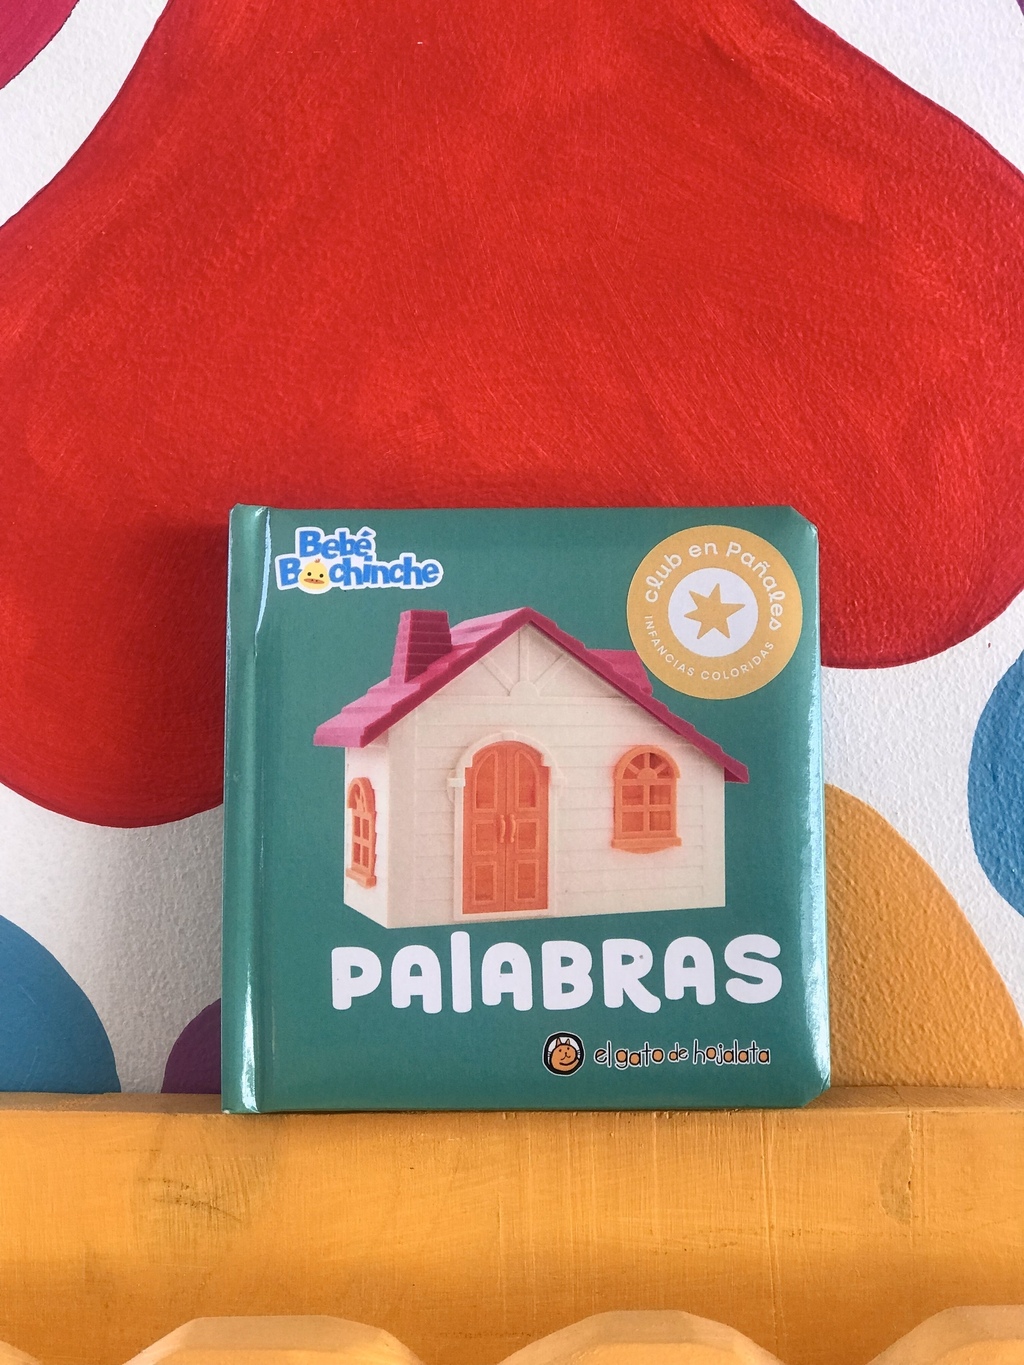 Bebé
Bochinche
Club en Pañales
INFANCIAS COLORIDAS
PALABRAS
el gato de hojalata